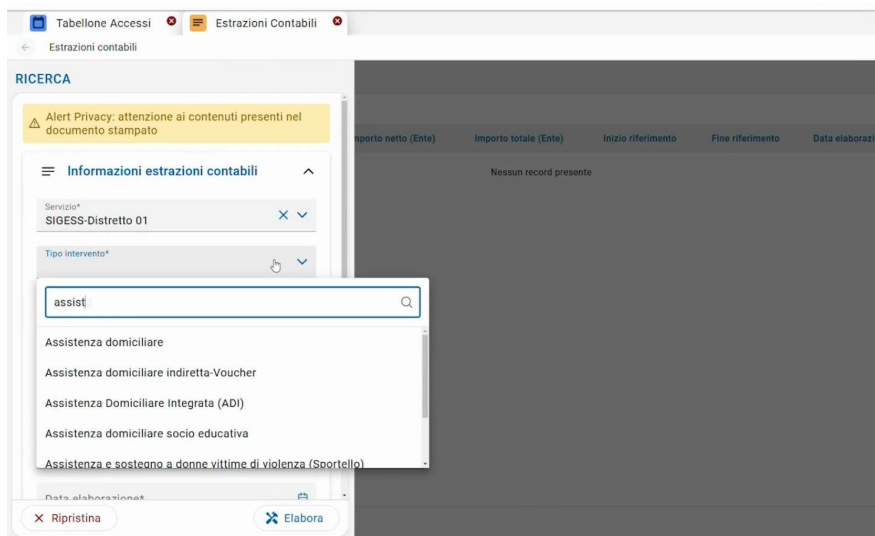 Tabellone Accessi
Estrazioni Contabili
Estrazioni contabili
RICERCA
Alert Privacy: attenzione ai contenuti presenti nel
documento stampato
Informazioni estrazioni contabili
Servizio*
SIGESS-Distretto 01
Tipo intervento*
assist
Assistenza domiciliare
Assistenza domiciliare indiretta-Voucher
Assistenza Domiciliare Integrata (ADI)
Assistenza domiciliare socio educativa
Assistenza e sostegno a donne vittime di violenza (Sportello)
Data elaborazione*
Ripristina
Elabora
netto (Ente)
Importo totale (Ente)
Inizio riferimento
Fine riferimento
Data
Nessun record presente